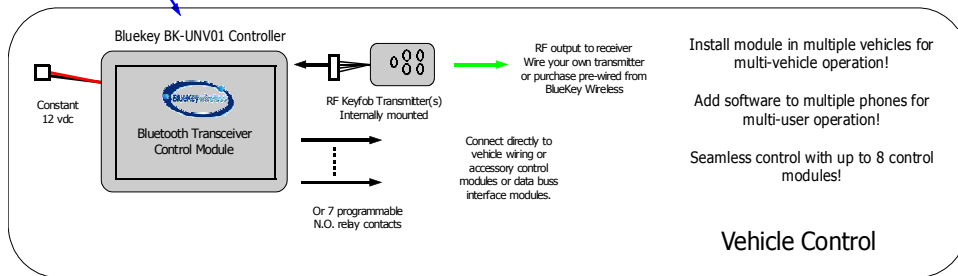 Bluekey BK-UNV01 Controller
Constant
12 vdc
BLUEKEYwireless
Bluetooth Transceiver
Control Module
RF Keyfob Transmitter(s)
Internally mounted
RF output to receiver
Wire your own transmitter
or purchase pre-wired from
BlueKey Wireless
Or 7 programmable
N.O. relay contacts
Connect directly to
vehicle wiring or
accessory control
modules or data buss
interface modules.
Install module in multiple vehicles for
multi-vehicle operation!
Add software to multiple phones for
multi-user operation!
Seamless control with up to 8 control
modules!
Vehicle Control